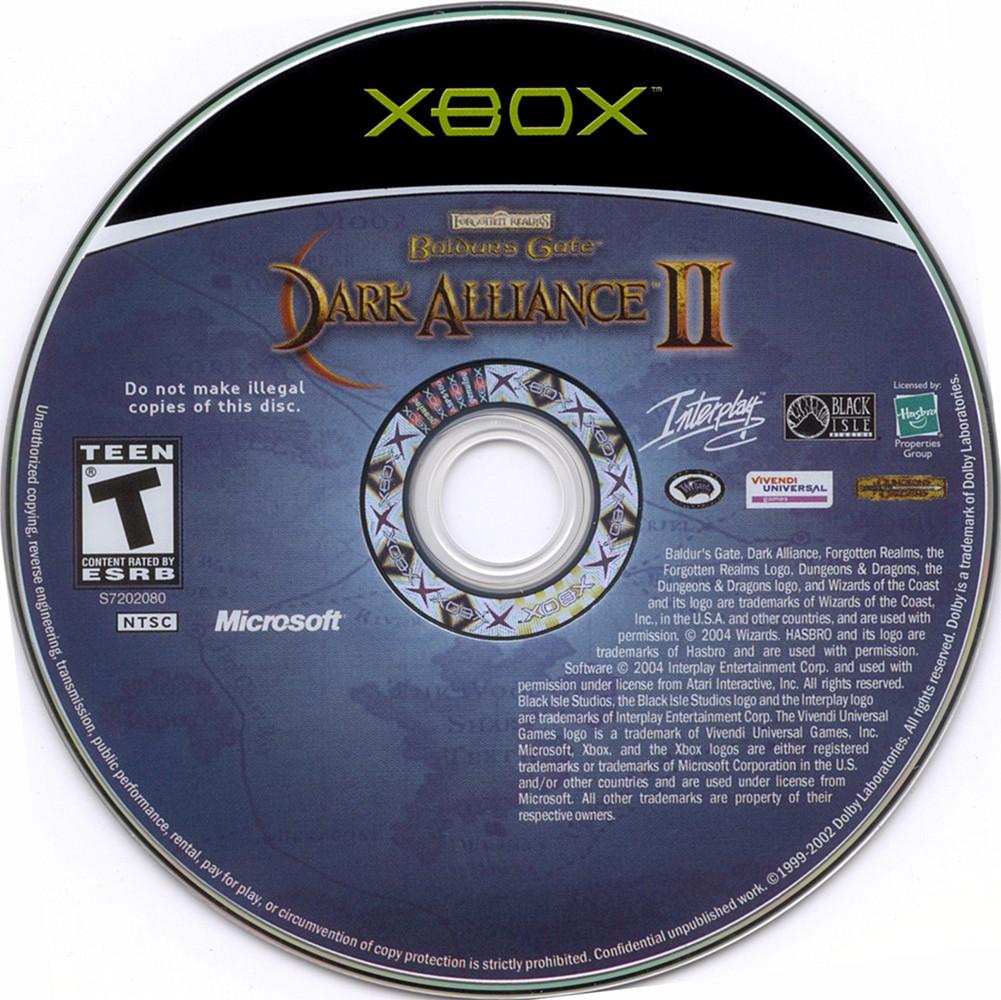 XBOX™
FORGOTTEN REALMS
Baldur's Gate™
DARK ALLIANCE™ II
Do not make illegal
copies of this disc.
TEEN
®
T
CONTENT RATED BY
ESRB
S7202080
NTSC
Microsoft®
Interplay™
BLACK
ISLE
STUDIOS
Licensed by:
Hasbro
Properties
Group
VIVENDI
UNIVERSAL
games
DUNGEONS
& DRAGONS
Baldur's Gate, Dark Alliance, Forgotten Realms, the
Forgotten Realms Logo, Dungeons & Dragons, the
Dungeons & Dragons logo, and Wizards of the Coast
and its logo are trademarks of Wizards of the Coast,
Inc., in the U.S.A. and other countries, and are used with
permission. © 2004 Wizards. HASBRO and its logo are
trademarks of Hasbro and are used with permission.
Software © 2004 Interplay Entertainment Corp. and used with
permission under license from Atari Interactive, Inc. All rights reserved.
Black Isle Studios, the Black Isle Studios logo and the Interplay logo
are trademarks of Interplay Entertainment Corp. The Vivendi Universal
Games logo is a trademark of Vivendi Universal Games, Inc.
Microsoft, Xbox, and the Xbox logos are either registered
trademarks or trademarks of Microsoft Corporation in the U.S.
and/or other countries and are used under license from
Microsoft. All other trademarks are property of their
respective owners.
Unauthorized copying, reverse engineering, transmission, public performance, rental, pay for play, or circumvention of copy protection is strictly prohibited. Confidential unpublished work. ©1999-2002 Dolby Laboratories. All rights reserved. Dolby is a trademark of Dolby Laboratories.